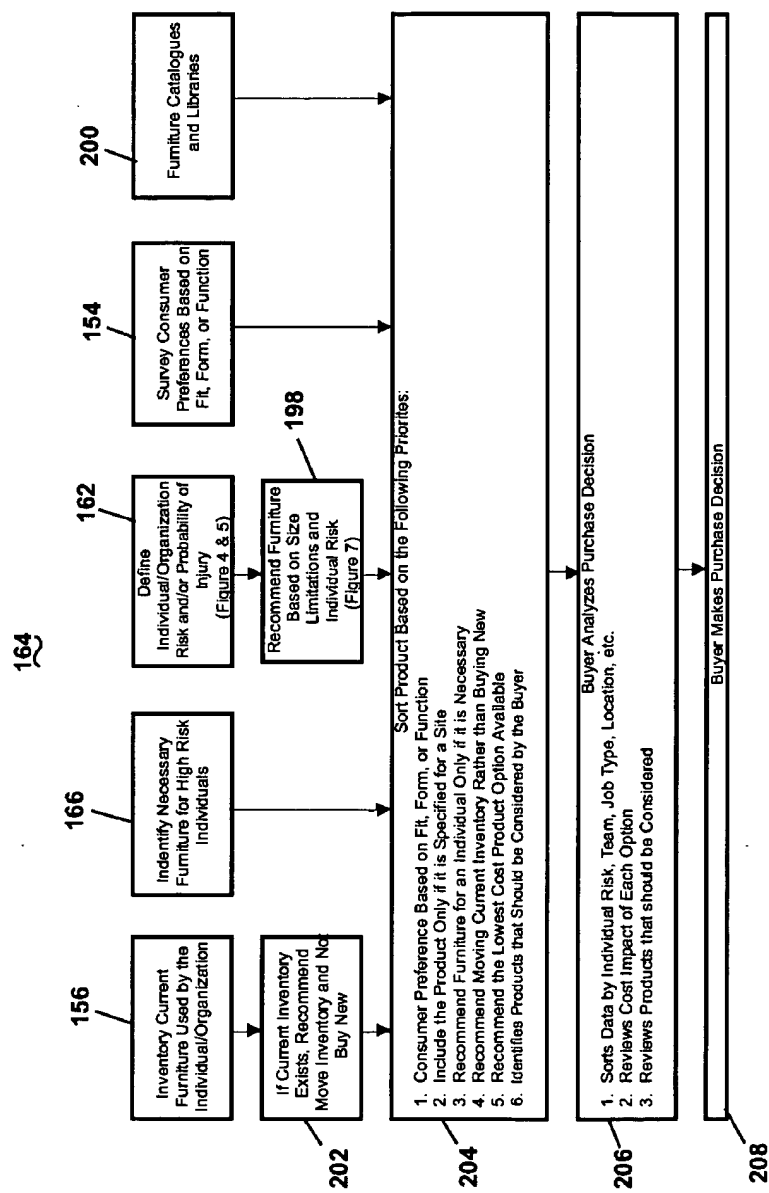 164
156
166
162
154
200
Inventory Current
Furniture Used by the
Individual/Organization
Indentify Necessary
Furniture for High Risk
Individuals
Define
Individual/Organization
Risk and/or Probability of
Injury
(Figure 4 & 5)
Survey Consumer
Preferences Based on
Fit, Form, or Function
Furniture Catalogues
and Libraries
If Current Inventory
Exists, Recommend
Move Inventory and Not
Buy New
202
Recommend Furniture
Based on Size
Limitations and
Individual Risk
(Figure 7)
198
Sort Product Based on the Following Priorites:
1. Consumer Preference Based on Fit, Form, or Function
2. Include the Product Only if it is Specified for a Site
3. Recommend Furniture for an Individual Only if it is Necessary
4. Recommend Moving Current Inventory Rather than Buying New
5. Recommend the Lowest Cost Product Option Available
6. Identifies Products that Should be Considered by the Buyer
204
Buyer Analyzes Purchase Decision
1. Sorts Data by Individual Risk, Team, Job Type, Location, etc.
2. Reviews Cost Impact of Each Option
3. Reviews Products that should be Considered
206
Buyer Makes Purchase Decision
208